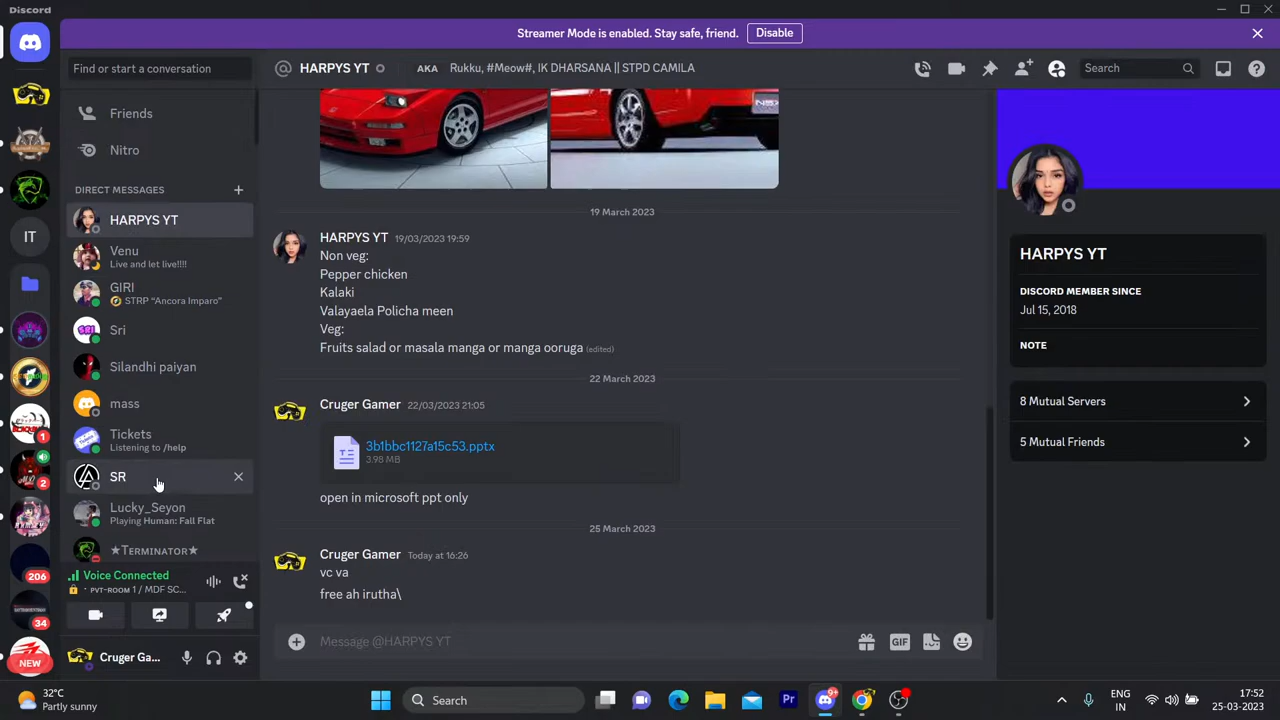 Discord
Streamer Mode is enabled. Stay safe, friend.
Disable
Find or start a conversation
HARPYS YT
AKA
Rukku, #Meow#, IK DHARSANA || STPD CAMILA
Search
Friends
Nitro
DIRECT MESSAGES
HARPYS YT
Venu
Live and let live!!!!
GIRI
STRP “Ancora Imparo”
Sri
Silandhi paiyan
mass
Tickets
Listening to /help
SR
Lucky_Seyon
Playing Human: Fall Flat
★TERMINATOR★
Voice Connected
PVT-ROOM 1 / MDF SC...
Cruger Ga...
IT
1
2
206
34
NEW
19 March 2023
HARPYS YT 19/03/2023 19:59
Non veg:
Pepper chicken
Kalaki
Valayaela Policha meen
Veg:
Fruits salad or masala manga or manga ooruga (edited)
22 March 2023
Cruger Gamer 22/03/2023 21:05
3b1bbc1127a15c53.pptx
3.98 MB
open in microsoft ppt only
25 March 2023
Cruger Gamer Today at 16:26
vc va
free ah irutha\
Message @HARPYS YT
GIF
HARPYS YT
DISCORD MEMBER SINCE
Jul 15, 2018
NOTE
8 Mutual Servers
5 Mutual Friends
32°C
Partly sunny
Search
Pr
9+
ENG
IN
17:52
25-03-2023